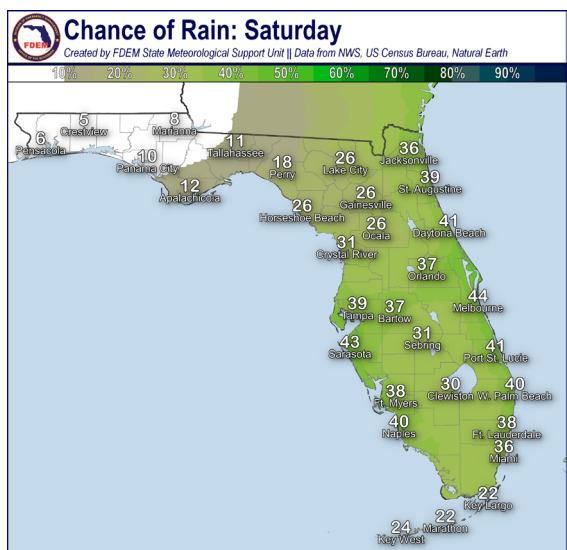 FDEM
Chance of Rain: Saturday
Created by FDEM State Meteorological Support Unit || Data from NWS, US Census Bureau, Natural Earth
10% 20% 30% 40% 50% 60% 70% 80% 90%
5
Crestview
8
Marianna
6
Pensacola
10
Panama City
11
Tallahassee
12
Apalachicola
18
Perry
26
Lake City
36
Jacksonville
39
St. Augustine
26
Gainesville
26
Horseshoe Beach
26
Ocala
41
Daytona Beach
31
Crystal River
37
Orlando
44
Melbourne
39
Tampa
37
Bartow
31
Sebring
43
Sarasota
41
Port St. Lucie
38
Ft. Myers
30
Clewiston
40
W. Palm Beach
40
Naples
38
Ft. Lauderdale
36
Miami
22
Key Largo
22
Marathon
24
Key West